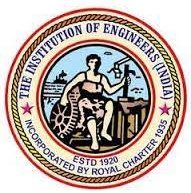 THE INSTITUTION OF ENGINEERS (INDIA)
ESTD 1920
INCORPORATED BY ROYAL CHARTER 1935